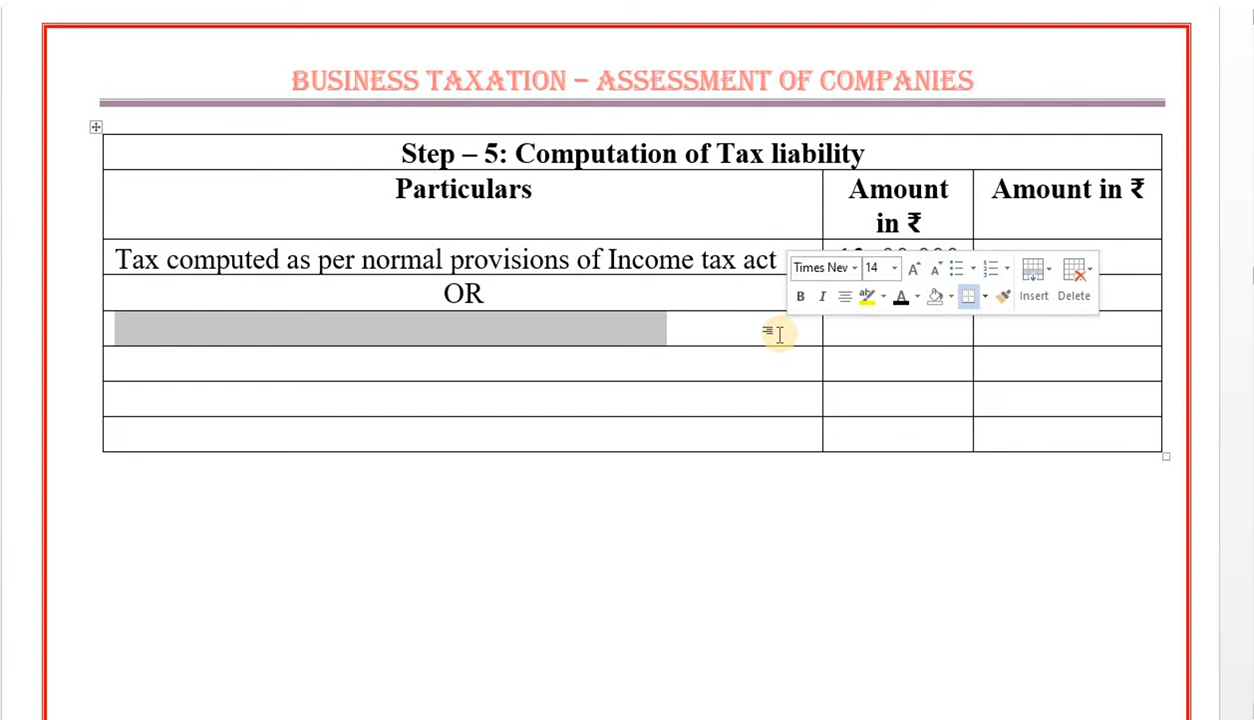 BUSINESS TAXATION – ASSESSMENT OF COMPANIES
Step – 5: Computation of Tax liability
Particulars
Amount in ₹
Amount in ₹
Tax computed as per normal provisions of Income tax act
OR
Times Nev
14
Insert
Delete